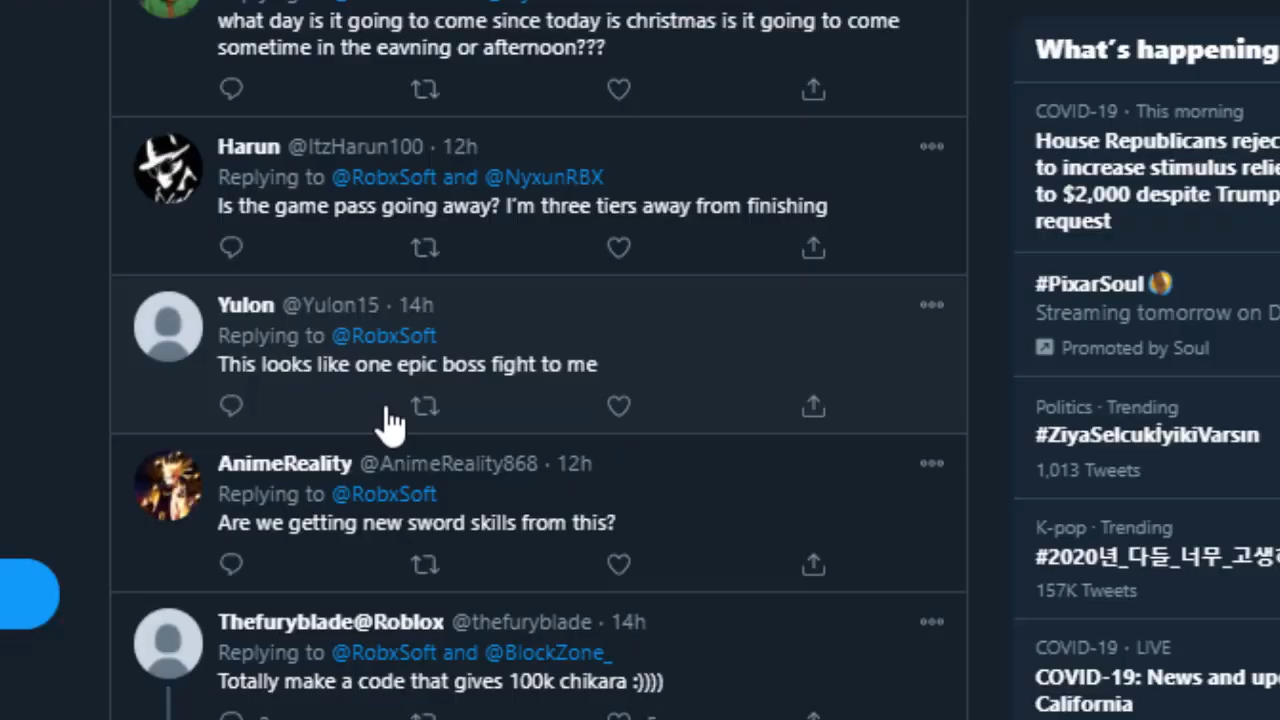 what day is it going to come since today is christmas is it going to come
sometime in the eavning or afternoon???
Harun @ItzHarun100 · 12h
Replying to @RobxSoft and @NyxunRBX
Is the game pass going away? I'm three tiers away from finishing
Yulon @Yulon15 · 14h
Replying to @RobxSoft
This looks like one epic boss fight to me
AnimeReality @AnimeReality868 · 12h
Replying to @RobxSoft
Are we getting new sword skills from this?
Thefuryblade@Roblox @thefuryblade · 14h
Replying to @RobxSoft and @BlockZone_
Totally make a code that gives 100k chikara :))))
What's happening
COVID-19 · This morning
House Republicans rejec
to increase stimulus relie
to $2,000 despite Trump
request
#PixarSoul
Streaming tomorrow on D
Promoted by Soul
Politics · Trending
#ZiyaSelcukİyikiVarsın
1,013 Tweets
K-pop · Trending
#2020년_다들_너무_고생
157K Tweets
COVID-19 · LIVE
COVID-19: News and up
California